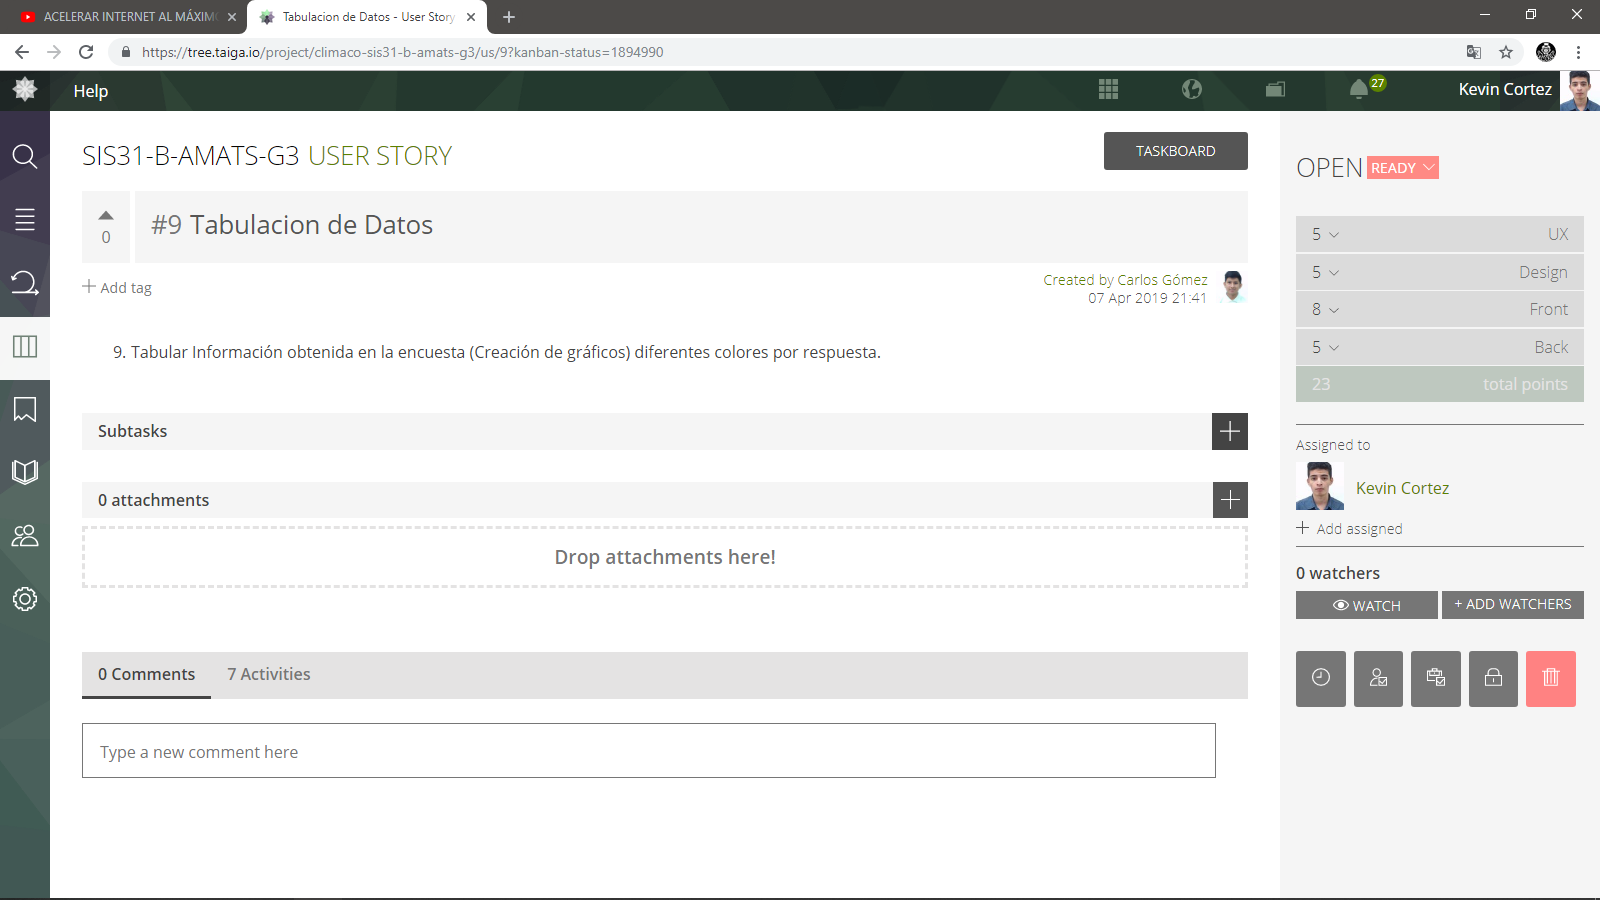 ACELERAR INTERNET AL MÁXIMO
Tabulacion de Datos - User Story
https://tree.taiga.io/project/climaco-sis31-b-amats-g3/us/9?kanban-status=1894990
Help
27
Kevin Cortez
SIS31-B-AMATS-G3 USER STORY
TASKBOARD
0
#9 Tabulacion de Datos
Add tag
Created by Carlos Gómez
07 Apr 2019 21:41
9. Tabular Información obtenida en la encuesta (Creación de gráficos) diferentes colores por respuesta.
Subtasks
0 attachments
Drop attachments here!
0 Comments
7 Activities
Type a new comment here
OPEN READY
5 UX
5 Design
8 Front
5 Back
23 total points
Assigned to
Kevin Cortez
+ Add assigned
0 watchers
WATCH
+ ADD WATCHERS